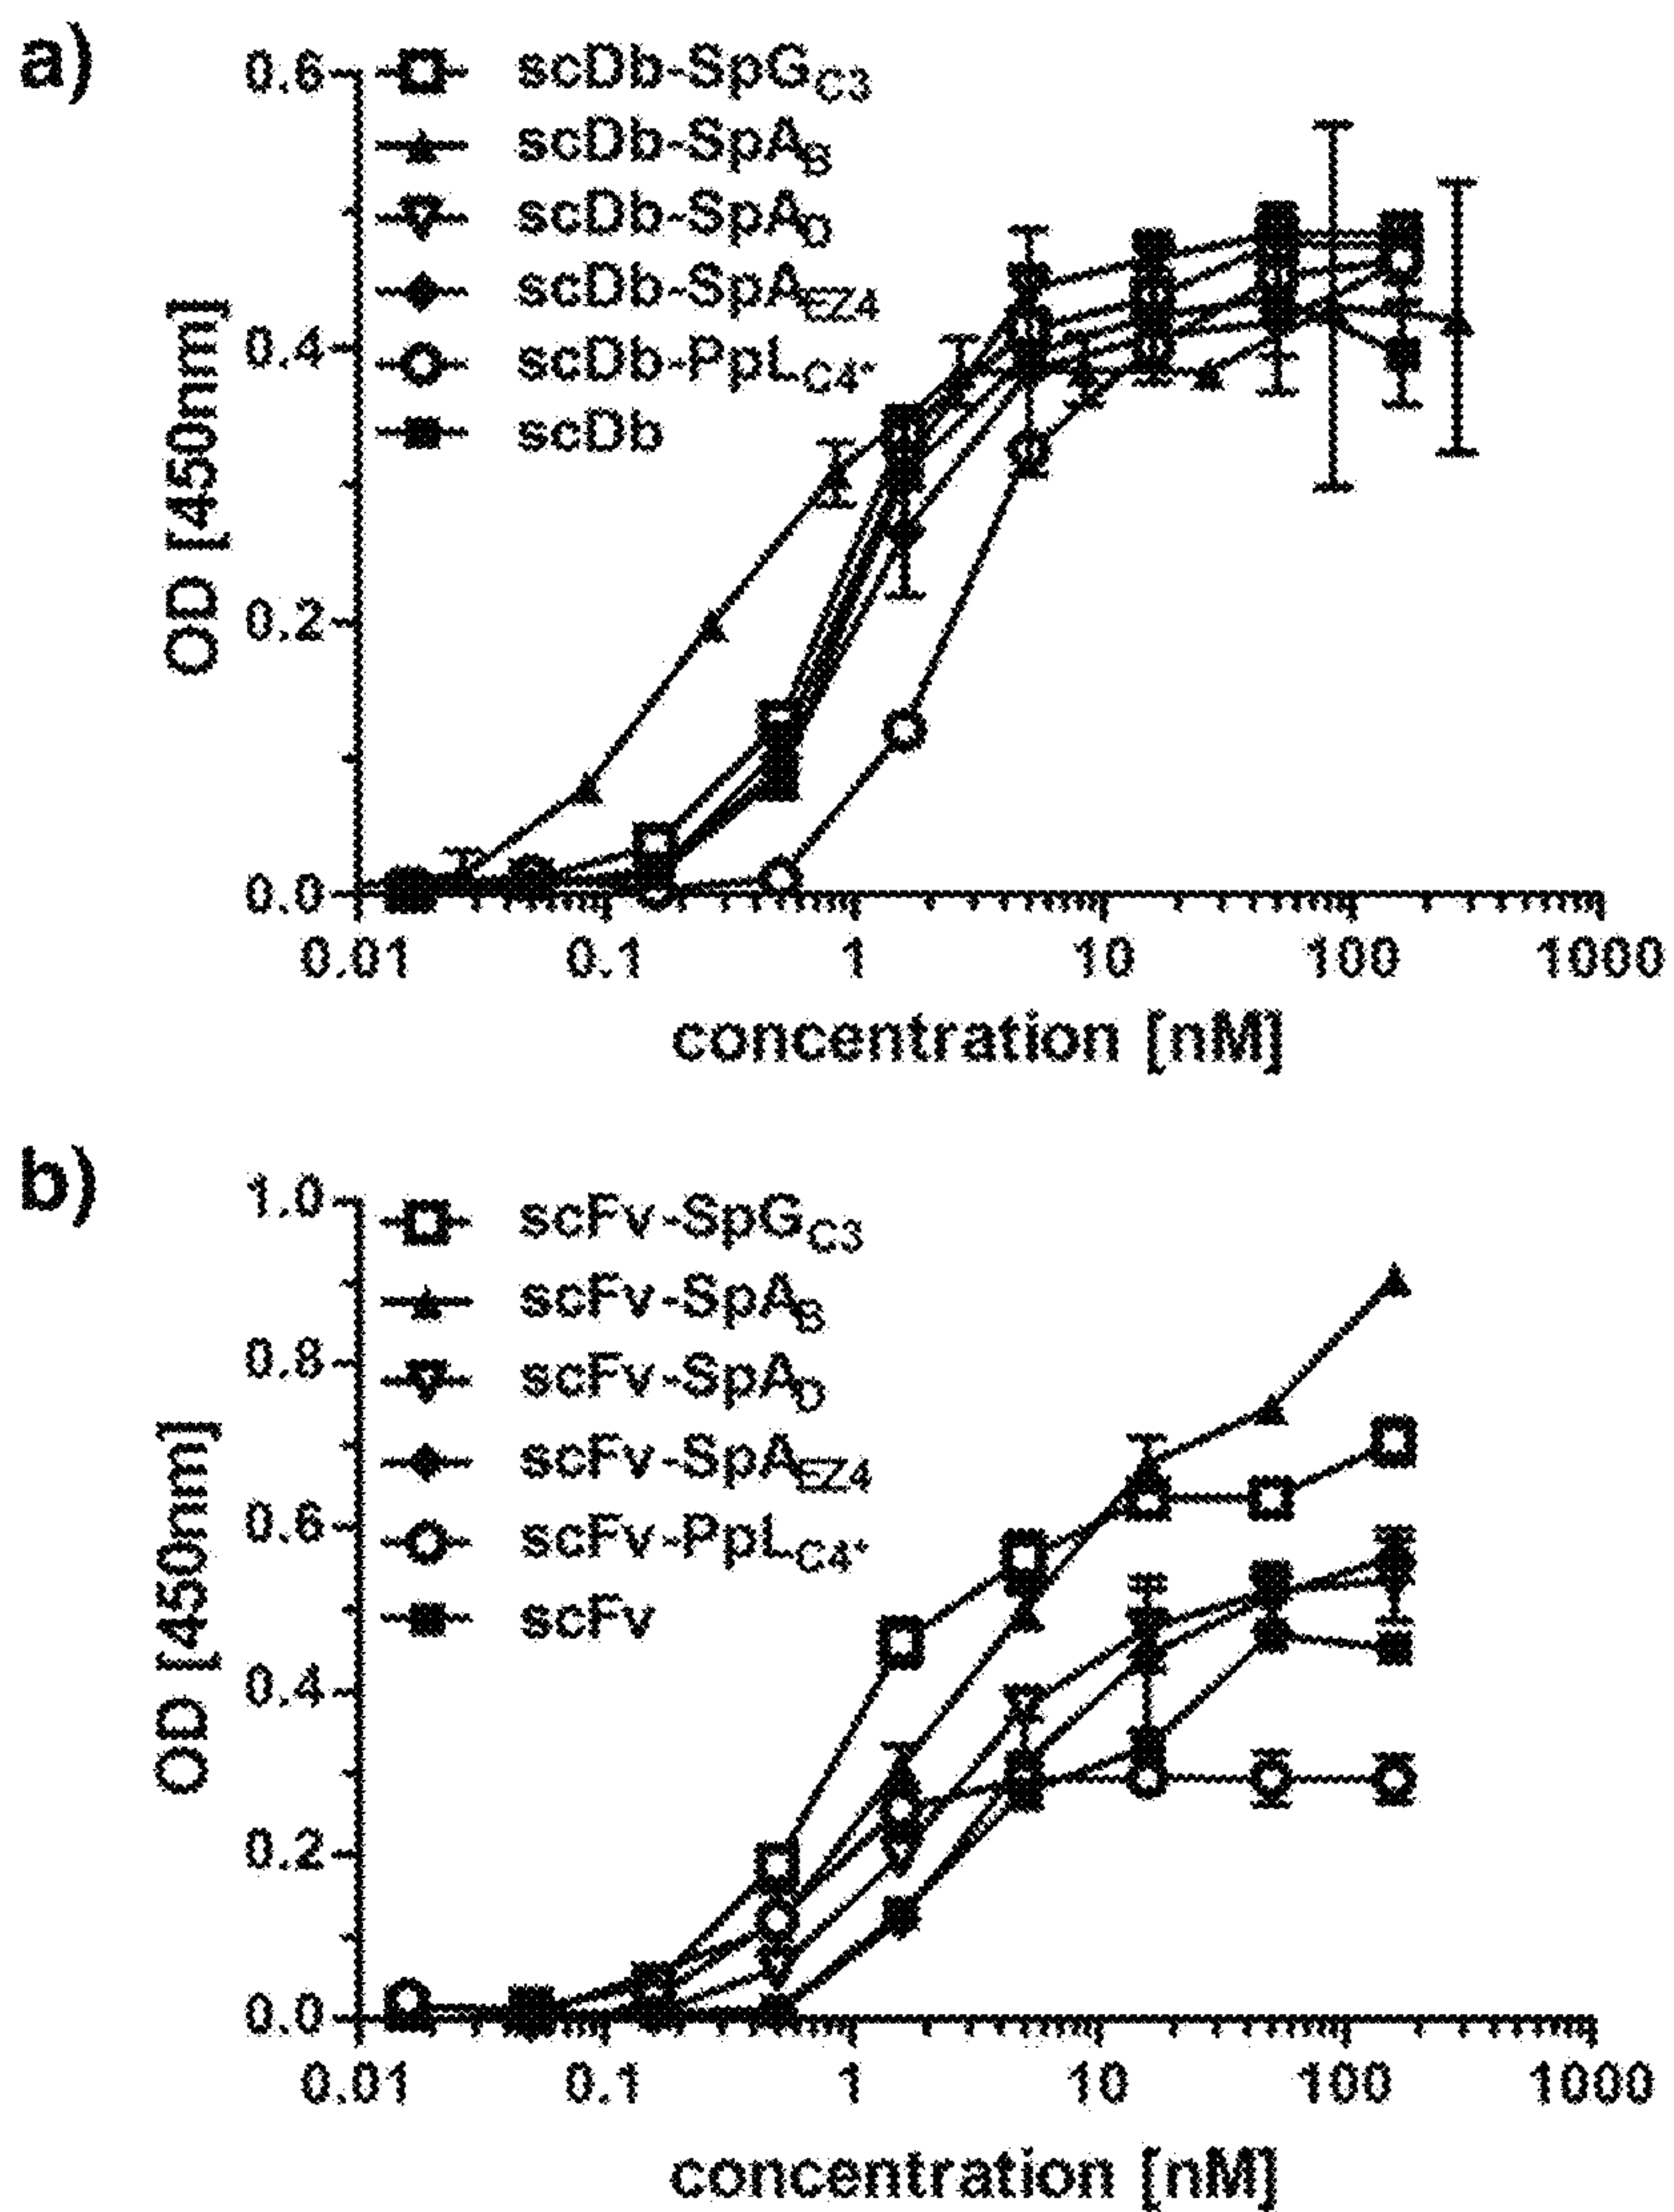 a)
0.6
scDb-SpG_C3
scDb-SpA_B
scDb-SpA_D
scDb-SpA_EZ4
0.4
scDb-PpL_C4*
scDb
OD [450nm]
0.2
0.0
0.01 0.1 1 10 100 1000
concentration [nM]
b)
1.0
scFv-SpG_C3
scFv-SpA_B
0.8
scFv-SpA_D
scFv-SpA_EZ4
0.6
scFv-PpL_C4*
scFv
OD [450nm]
0.4
0.2
0.0
0.01 0.1 1 10 100 1000
concentration [nM]